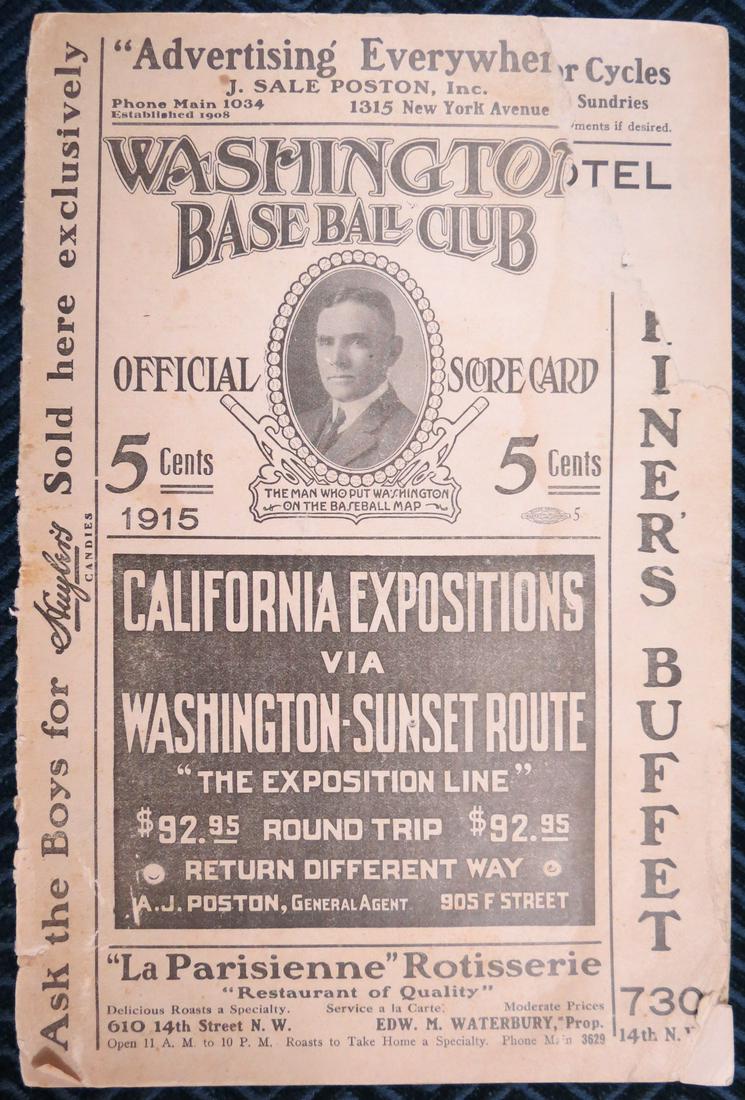 "Advertising Everywher
J. SALE POSTON, Inc.
Phone Main 1034
Established 1908
1315 New York Avenue
or Cycles
Sundries
ments if desired.
OTEL
WASHINGTON
BASE BALL CLUB
OFFICIAL SCORE CARD
5 Cents
5 Cents
1915
THE MAN WHO PUT WASHINGTON
ON THE BASEBALL MAP
5
CALIFORNIA EXPOSITIONS
VIA
WASHINGTON-SUNSET ROUTE
"THE EXPOSITION LINE"
$92.95 ROUND TRIP $92.95
RETURN DIFFERENT WAY
A.J. POSTON, GENERAL AGENT 905 F STREET
"La Parisienne" Rotisserie
"Restaurant of Quality"
Delicious Roasts a Specialty. Service a la Carte. Moderate Prices
610 14th Street N. W. EDW. M. WATERBURY, Prop.
Open 11 A. M. to 10 P. M. Roasts to Take Home a Specialty. Phone Main 3629
Ask the Boys for Huyler's CANDIES Sold here exclusively
INER'S BUFFET
730
14th N.